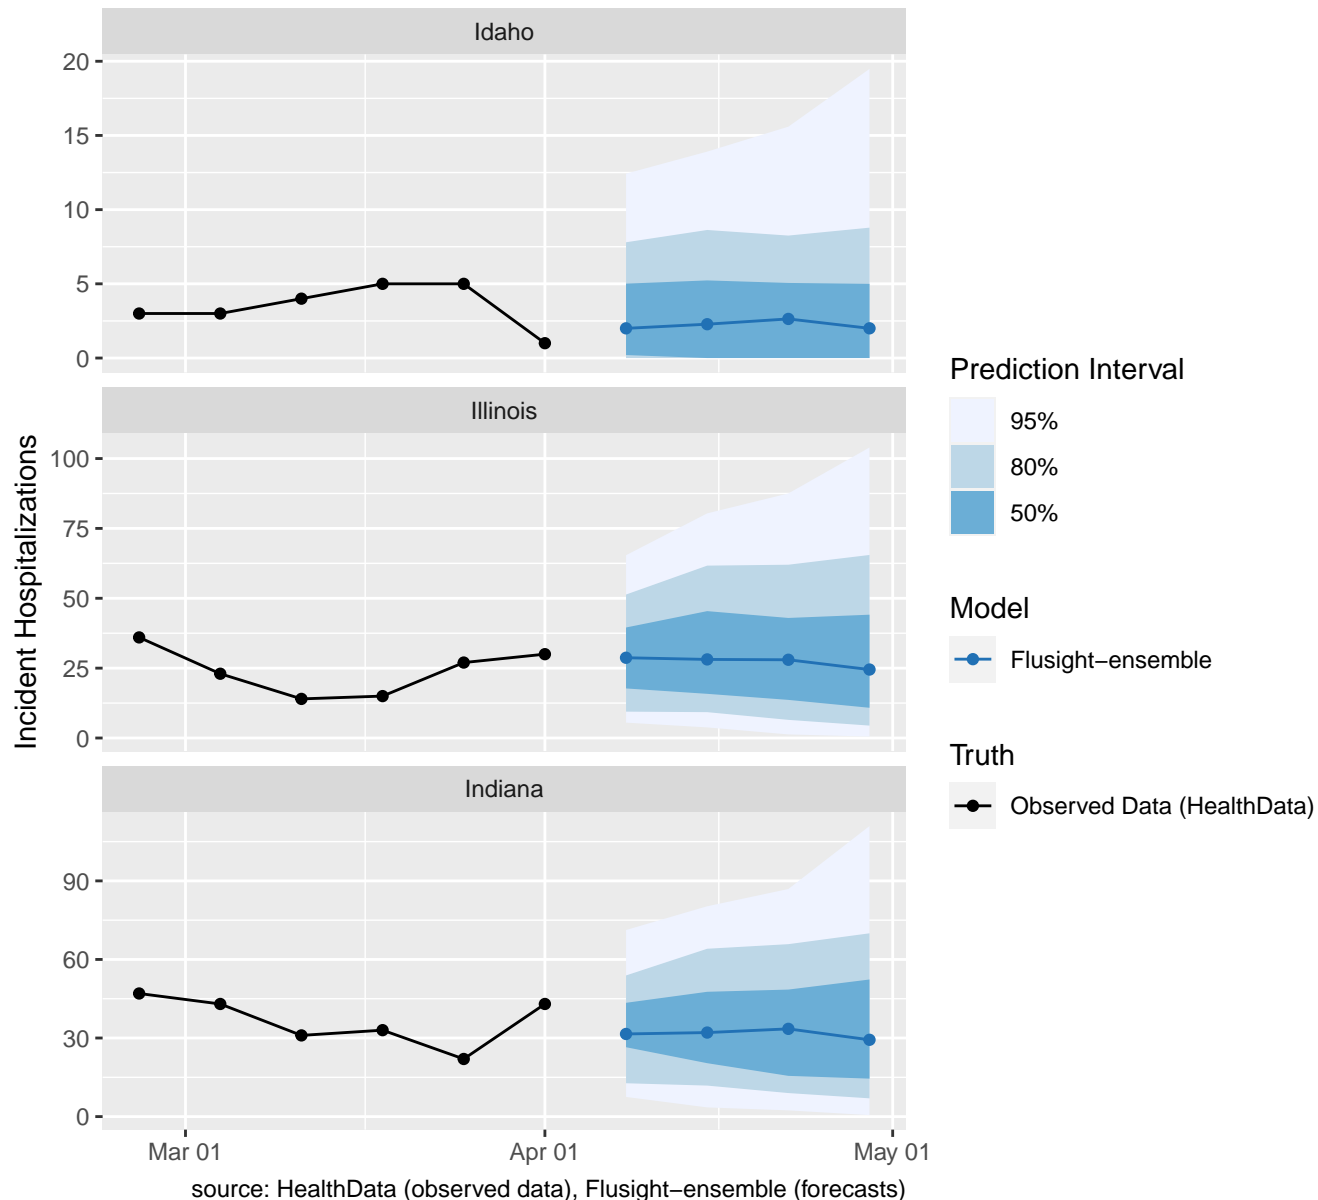 Idaho
20
15
10
5
0
Illinois
100
75
50
25
0
Indiana
90
60
30
0
Incident Hospitalizations
Mar 01
Apr 01
May 01
source: HealthData (observed data), Flusight−ensemble (forecasts)
Prediction Interval
95%
80%
50%
Model
Flusight−ensemble
Truth
Observed Data (HealthData)